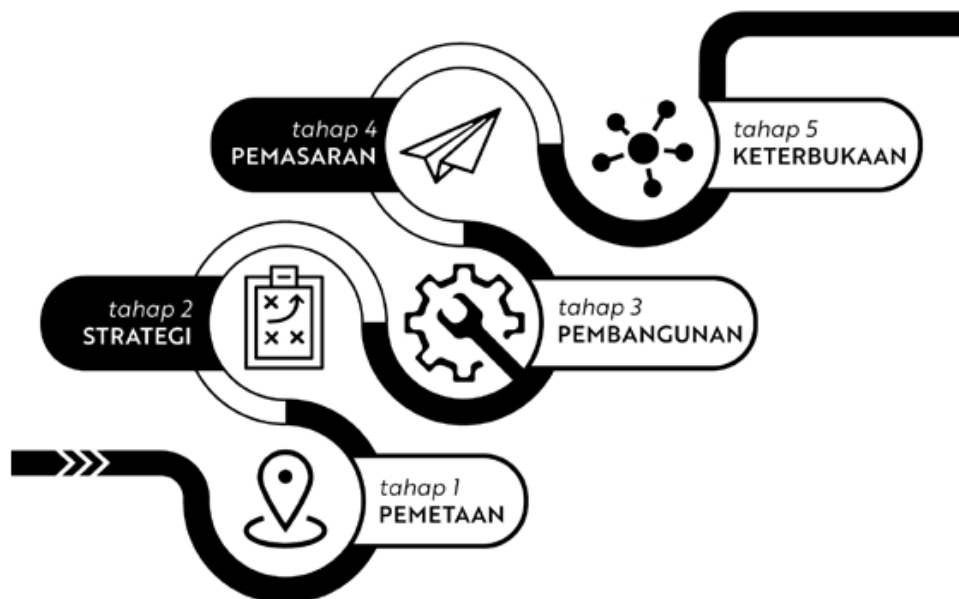 tahap 4
PEMASARAN
tahap 5
KETERBUKAAN
tahap 2
STRATEGI
tahap 3
PEMBANGUNAN
tahap 1
PEMETAAN